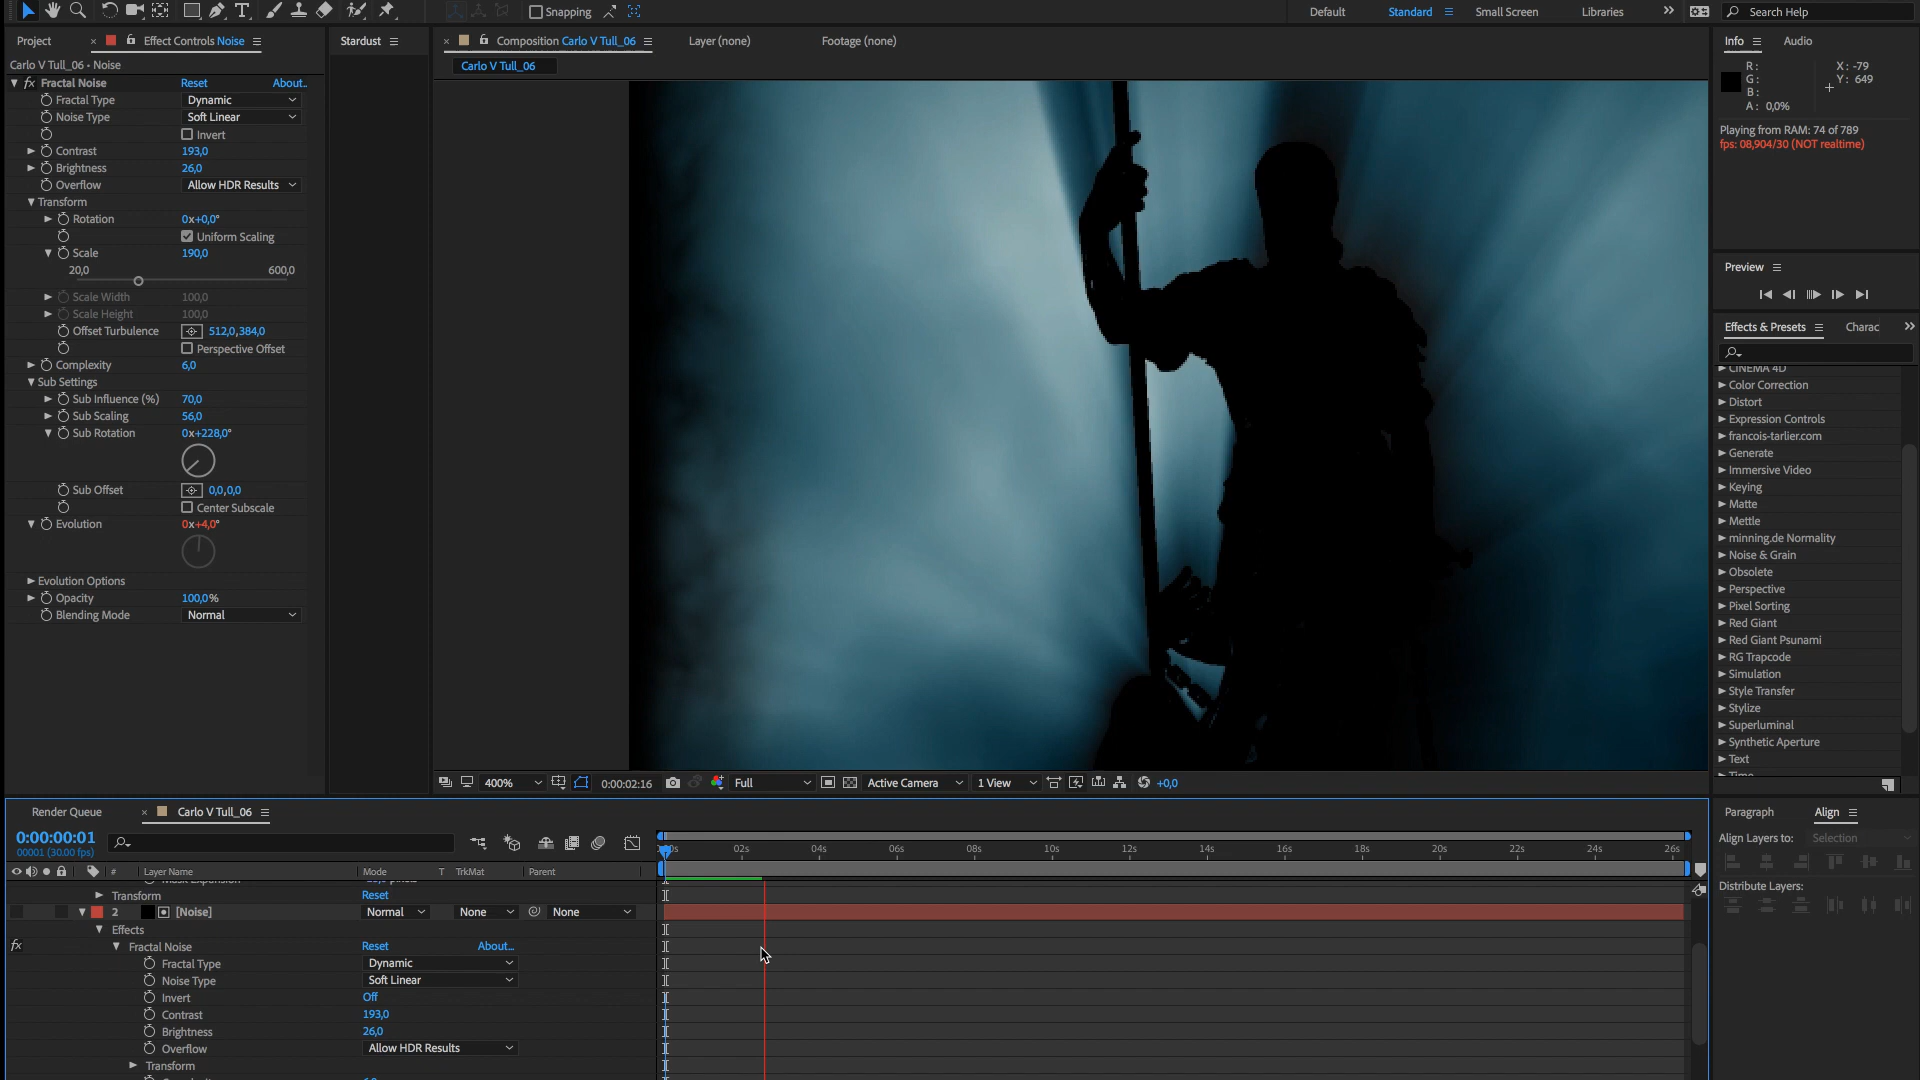 Snapping
Default
Standard
Small Screen
Libraries
Search Help
Project
Effect Controls Noise
Stardust
Composition Carlo V Tull_06
Layer (none)
Footage (none)
Info
Audio
Carlo V Tull_06 • Noise
Carlo V Tull_06
R:
G:
B:
A: 0,0%
X: -79
Y: 649
Playing from RAM: 74 of 789
fps: 08,904/30 (NOT realtime)
fx Fractal Noise Reset About..
Fractal Type Dynamic
Noise Type Soft Linear
Invert
Contrast 193,0
Brightness 26,0
Overflow Allow HDR Results
Transform
Rotation 0x+0,0°
Uniform Scaling
Scale 190,0
20,0 600,0
Scale Width 100,0
Scale Height 100,0
Offset Turbulence 512,0,384,0
Perspective Offset
Complexity 6,0
Sub Settings
Sub Influence (%) 70,0
Sub Scaling 56,0
Sub Rotation 0x+228,0°
Sub Offset 0,0,0,0
Center Subscale
Evolution 0x+4,0°
Evolution Options
Opacity 100,0%
Blending Mode Normal
Preview
Effects & Presets
Charac
CINEMA 4D
Color Correction
Distort
Expression Controls
francois-tarlier.com
Generate
Immersive Video
Keying
Matte
Mettle
minning.de Normality
Noise & Grain
Obsolete
Perspective
Pixel Sorting
Red Giant
Red Giant Psunami
RG Trapcode
Simulation
Style Transfer
Stylize
Superluminal
Synthetic Aperture
Text
Time
400% 0:00:02:16 Full Active Camera 1 View +0,0
Render Queue
Carlo V Tull_06
0:00:00:01
00001 (30.00 fps)
02s 04s 06s 08s 10s 12s 14s 16s 18s 20s 22s 24s 26s
# Layer Name Mode T TrkMat Parent
Transform Reset
2 [Noise] Normal None None
Effects
fx Fractal Noise Reset About...
Fractal Type Dynamic
Noise Type Soft Linear
Invert Off
Contrast 193,0
Brightness 26,0
Overflow Allow HDR Results
Transform
Paragraph
Align
Align Layers to: Selection
Distribute Layers: